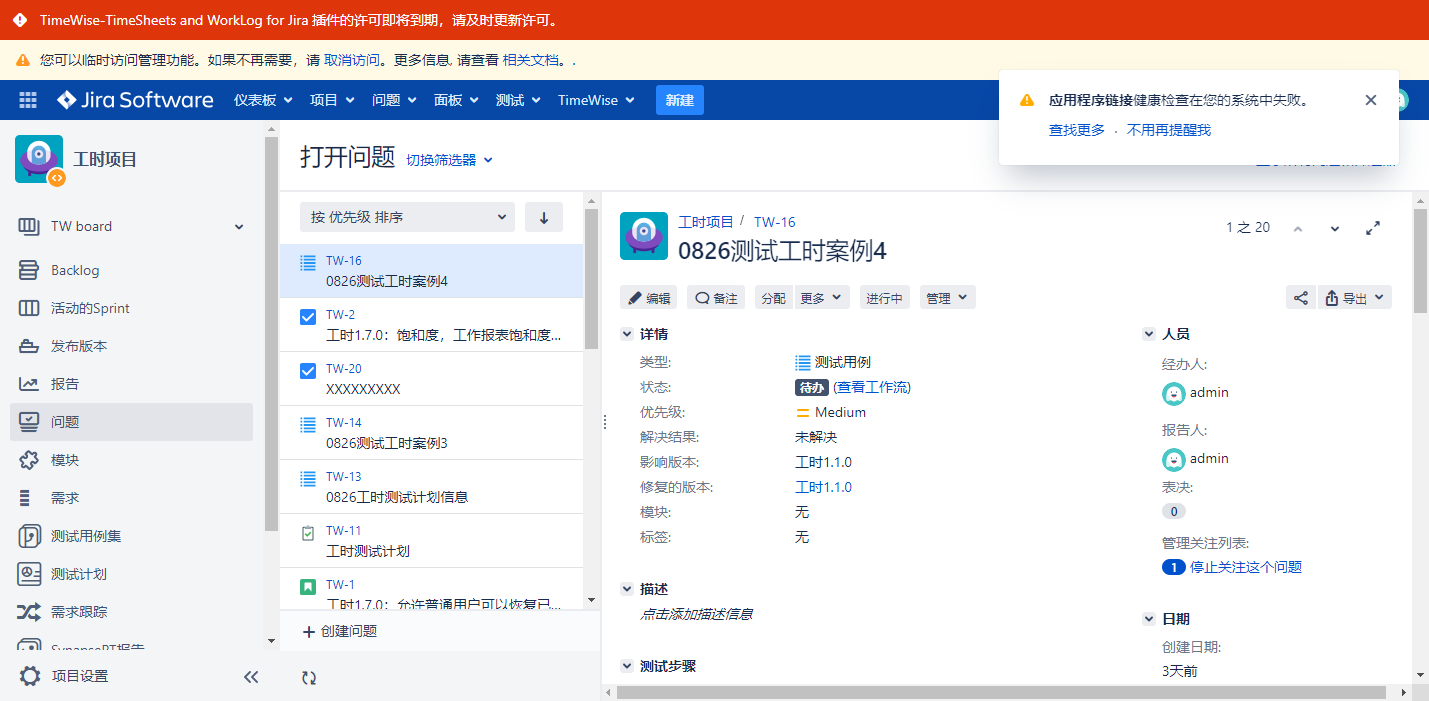 TimeWise-TimeSheets and WorkLog for Jira 插件的许可即将到期，请及时更新许可。
您可以临时访问管理功能。如果不再需要，请 取消访问。更多信息, 请查看 相关文档。.
Jira Software 仪表板 项目 问题 面板 测试 TimeWise 新建
应用程序链接健康检查在您的系统中失败。
查找更多 · 不用再提醒我
工时项目
TW board
Backlog
活动的Sprint
发布版本
报告
问题
模块
需求
测试用例集
测试计划
需求跟踪
SynapseRT报告
项目设置
打开问题 切换筛选器
按 优先级 排序
TW-16
0826测试工时案例4
TW-2
工时1.7.0：饱和度，工作报表饱和度...
TW-20
XXXXXXXXX
TW-14
0826测试工时案例3
TW-13
0826工时测试计划信息
TW-11
工时测试计划
TW-1
工时1.7.0：允许普通用户可以恢复已...
创建问题
工时项目 / TW-16
0826测试工时案例4
1 之 20
编辑 备注 分配 更多 进行中 管理 导出
详情
类型: 测试用例
状态: 待办 (查看工作流)
优先级: Medium
解决结果: 未解决
影响版本: 工时1.1.0
修复的版本: 工时1.1.0
模块: 无
标签: 无
描述
点击添加描述信息
测试步骤
人员
经办人:
admin
报告人:
admin
表决:
0
管理关注列表:
1 停止关注这个问题
日期
创建日期:
3天前